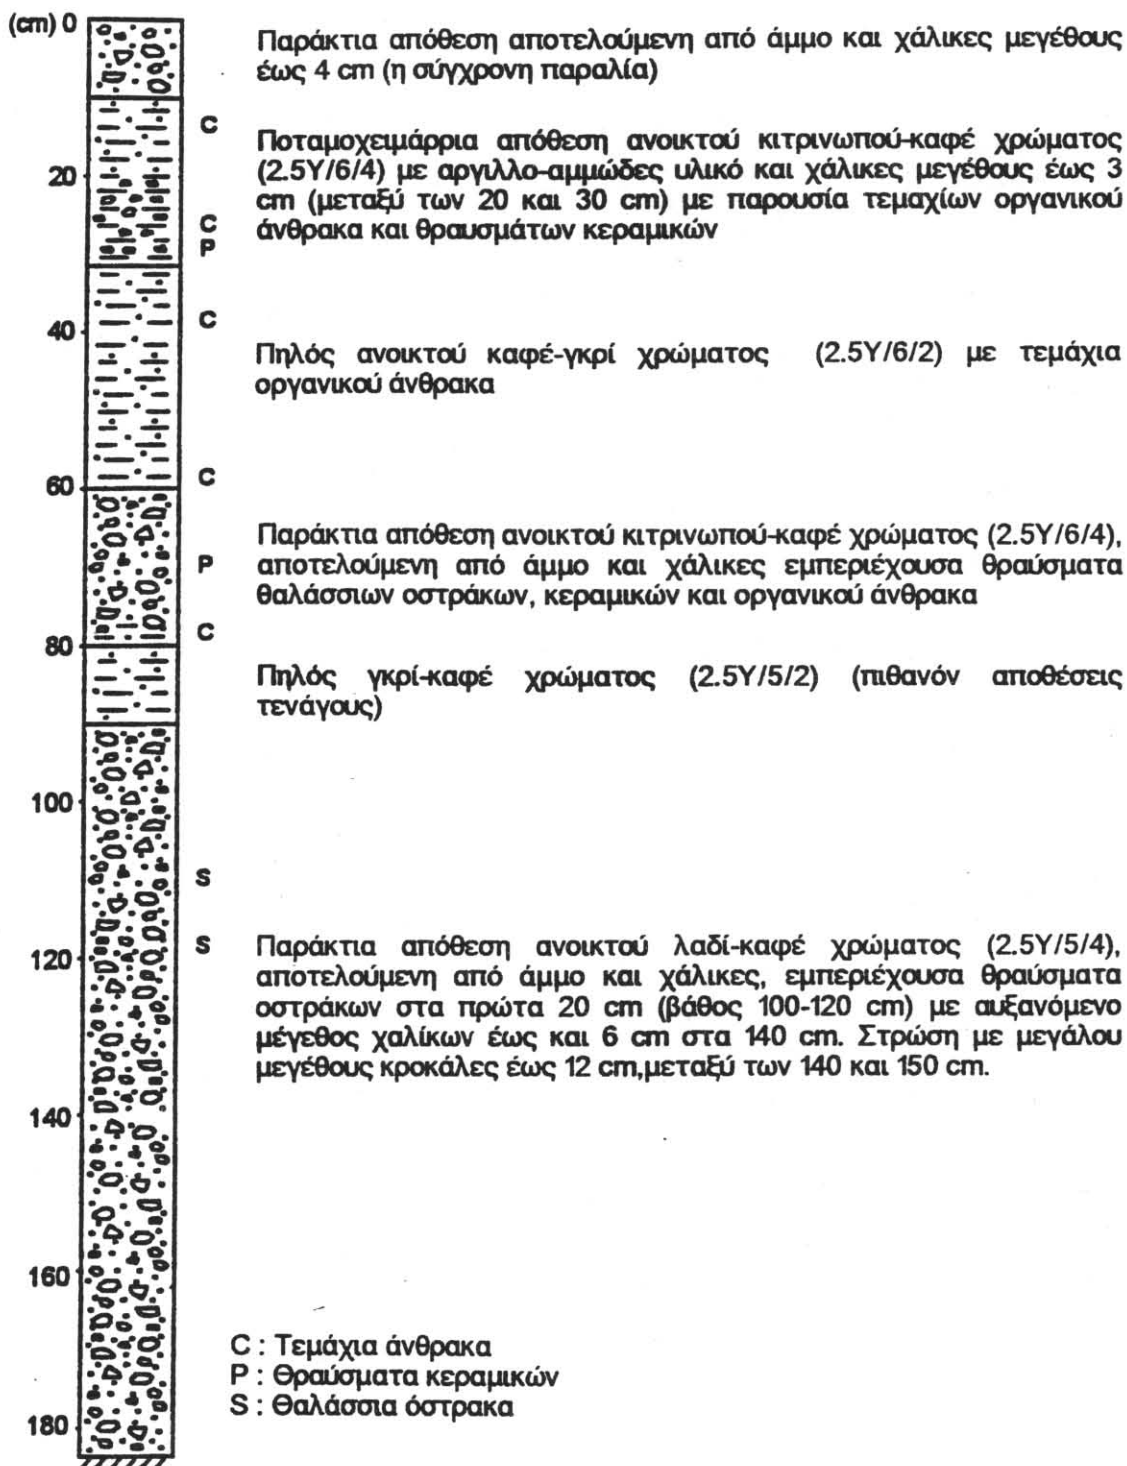 (cm) 0
Παράκτια απόθεση αποτελούμενη από άμμο και χάλικες μεγέθους
έως 4 cm (η σύγχρονη παραλία)
C
Ποταμοχειμάρρια απόθεση ανοικτού κιτρινωπού-καφέ χρώματος
20
(2.5Y/6/4) με αργιλλο-αμμώδες υλικό και χάλικες μεγέθους έως 3
cm (μεταξύ των 20 και 30 cm) με παρουσία τεμαχίων οργανικού
C
άνθρακα και θραυσμάτων κεραμικών
P
C
40
Πηλός ανοικτού καφέ-γκρί χρώματος (2.5Y/6/2) με τεμάχια
οργανικού άνθρακα
C
60
Παράκτια απόθεση ανοικτού κιτρινωπού-καφέ χρώματος (2.5Y/6/4),
P
αποτελούμενη από άμμο και χάλικες εμπεριέχουσα θραύσματα
θαλάσσιων οστράκων, κεραμικών και οργανικού άνθρακα
C
80
Πηλός γκρί-καφέ χρώματος (2.5Y/5/2) (πιθανόν αποθέσεις
τενάγους)
100
S
120
S
Παράκτια απόθεση ανοικτού λαδί-καφέ χρώματος (2.5Y/5/4),
αποτελούμενη από άμμο και χάλικες, εμπεριέχουσα θραύσματα
οστράκων στα πρώτα 20 cm (βάθος 100-120 cm) με αυξανόμενο
μέγεθος χαλίκων έως και 6 cm στα 140 cm. Στρώση με μεγάλου
μεγέθους κροκάλες έως 12 cm,μεταξύ των 140 και 150 cm.
140
160
C : Τεμάχια άνθρακα
P : Θραύσματα κεραμικών
S : Θαλάσσια όστρακα
180